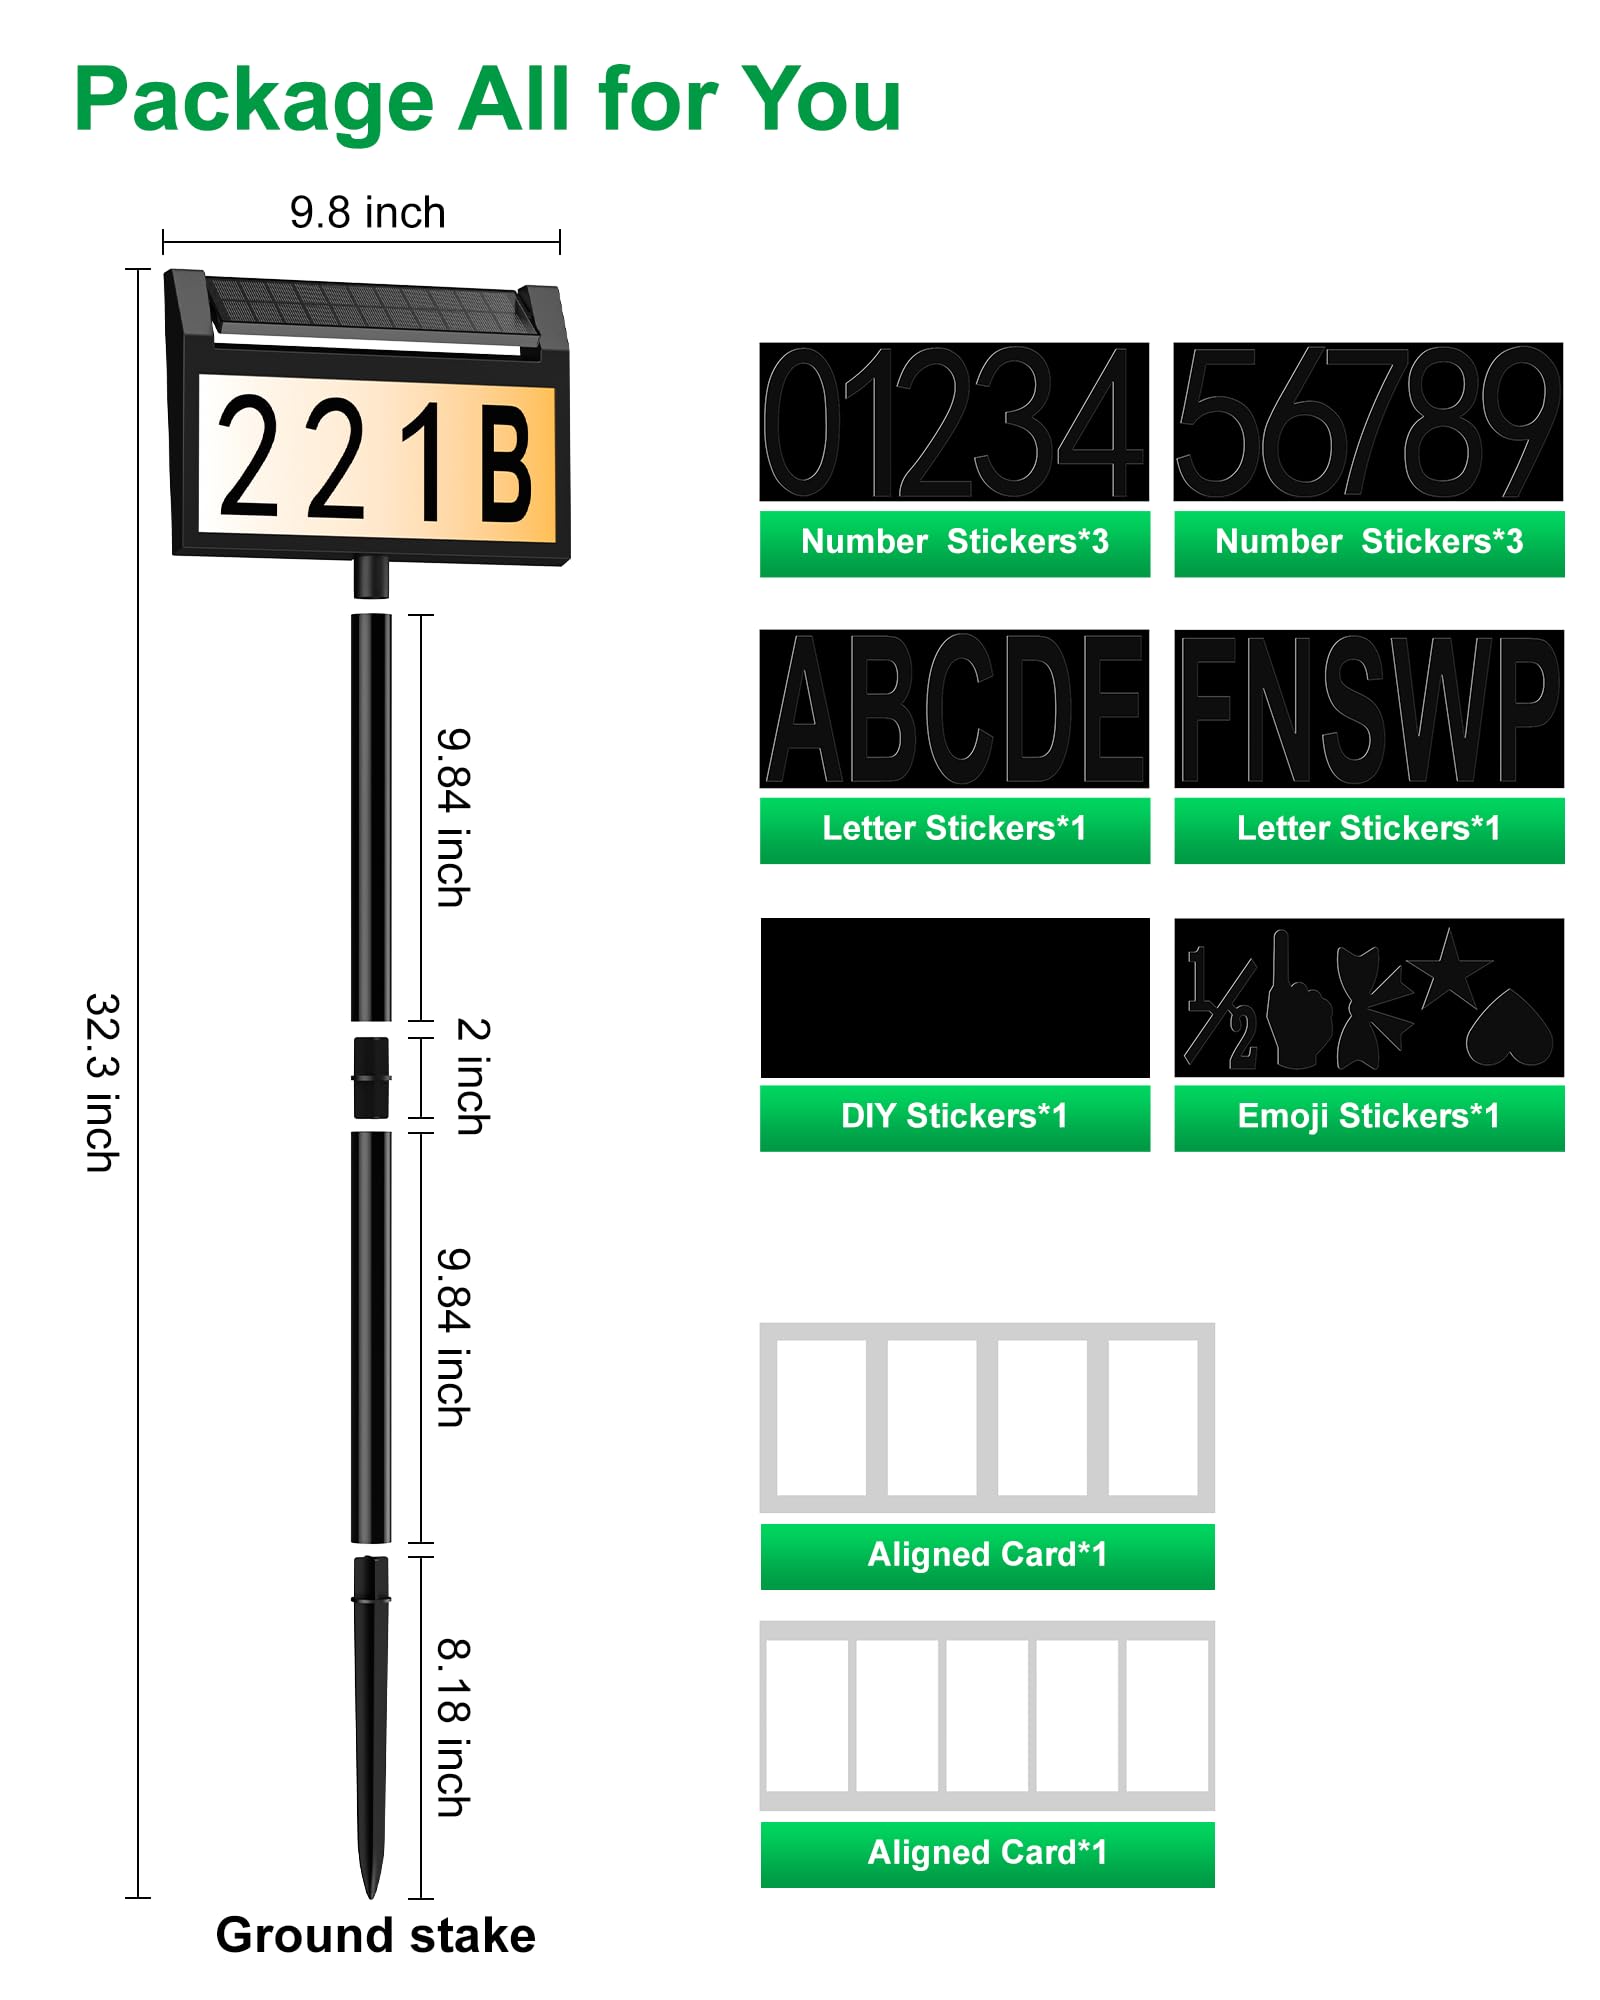 Package All for You
9.8 inch
221B
32.3 inch
9.84 inch
2 inch
9.84 inch
8.18 inch
Ground stake
01234
56789
Number  Stickers*3
Number  Stickers*3
ABCDE
FNSWP
Letter Stickers*1
Letter Stickers*1
1/2
DIY Stickers*1
Emoji Stickers*1
Aligned Card*1
Aligned Card*1